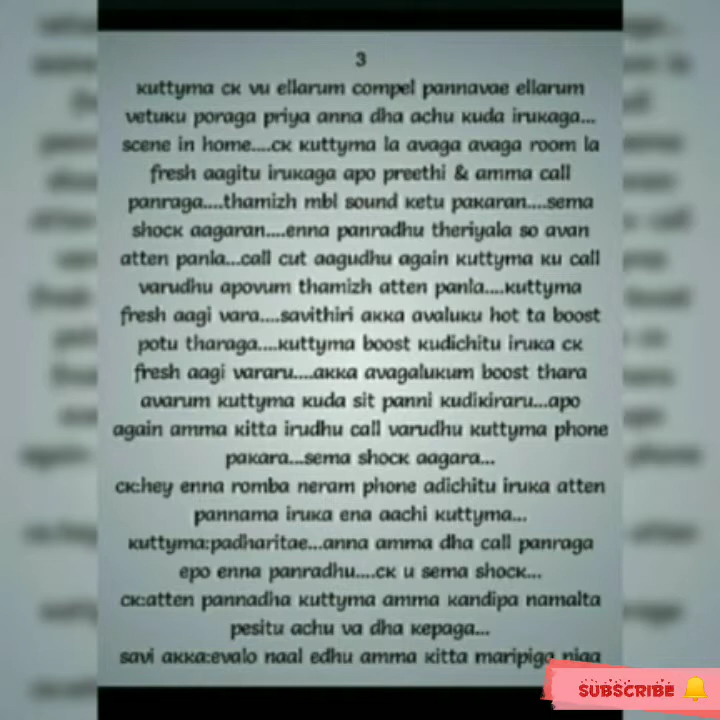 3
kuttyma ck vu ellarum compel pannavae ellarum
vetuku poraga priya anna dha achu kuda irukaga...
scene in home....ck kuttyma la avaga avaga room la
fresh aagitu irukaga apo preethi & amma call
panraga....thamizh mbl sound ketu pakaran....sema
shock aagaran....enna panradhu theriyala so avan
atten panla...call cut aagudhu again kuttyma ku call
varudhu apovum thamizh atten panla....kuttyma
fresh aagi vara....savithiri akka avaluku hot ta boost
potu tharaga....kuttyma boost kudichitu iruka ck
fresh aagi vararu....akka avagalukum boost thara
avarum kuttyma kuda sit panni kudikiraru...apo
again amma kitta irudhu call varudhu kuttyma phone
pakara...sema shock aagara...
ck:hey enna romba neram phone adichitu iruka atten
pannama iruka ena aachi kuttyma...
kuttyma:padharitae...anna amma dha call panraga
epo enna panradhu....ck u sema shock...
ck:atten pannadha kuttyma amma kandipa namalta
pesitu achu va dha kepaga...
savi akka:evalo naal edhu amma kitta maripiga niga
SUBSCRIBE